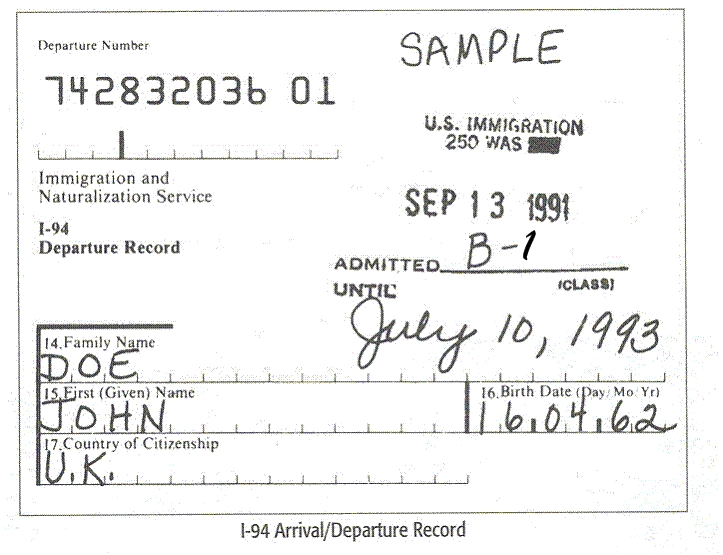 Departure Number
SAMPLE
742832036 01
U.S. IMMIGRATION
250 WAS
Immigration and
Naturalization Service
SEP 13 1991
I-94
Departure Record
ADMITTED B-1
UNTIL (CLASS)
July 10, 1993
14. Family Name
DOE
15. First (Given) Name
16. Birth Date (Day/Mo/Yr)
JOHN
16 04 62
17. Country of Citizenship
U.K.
I-94 Arrival/Departure Record